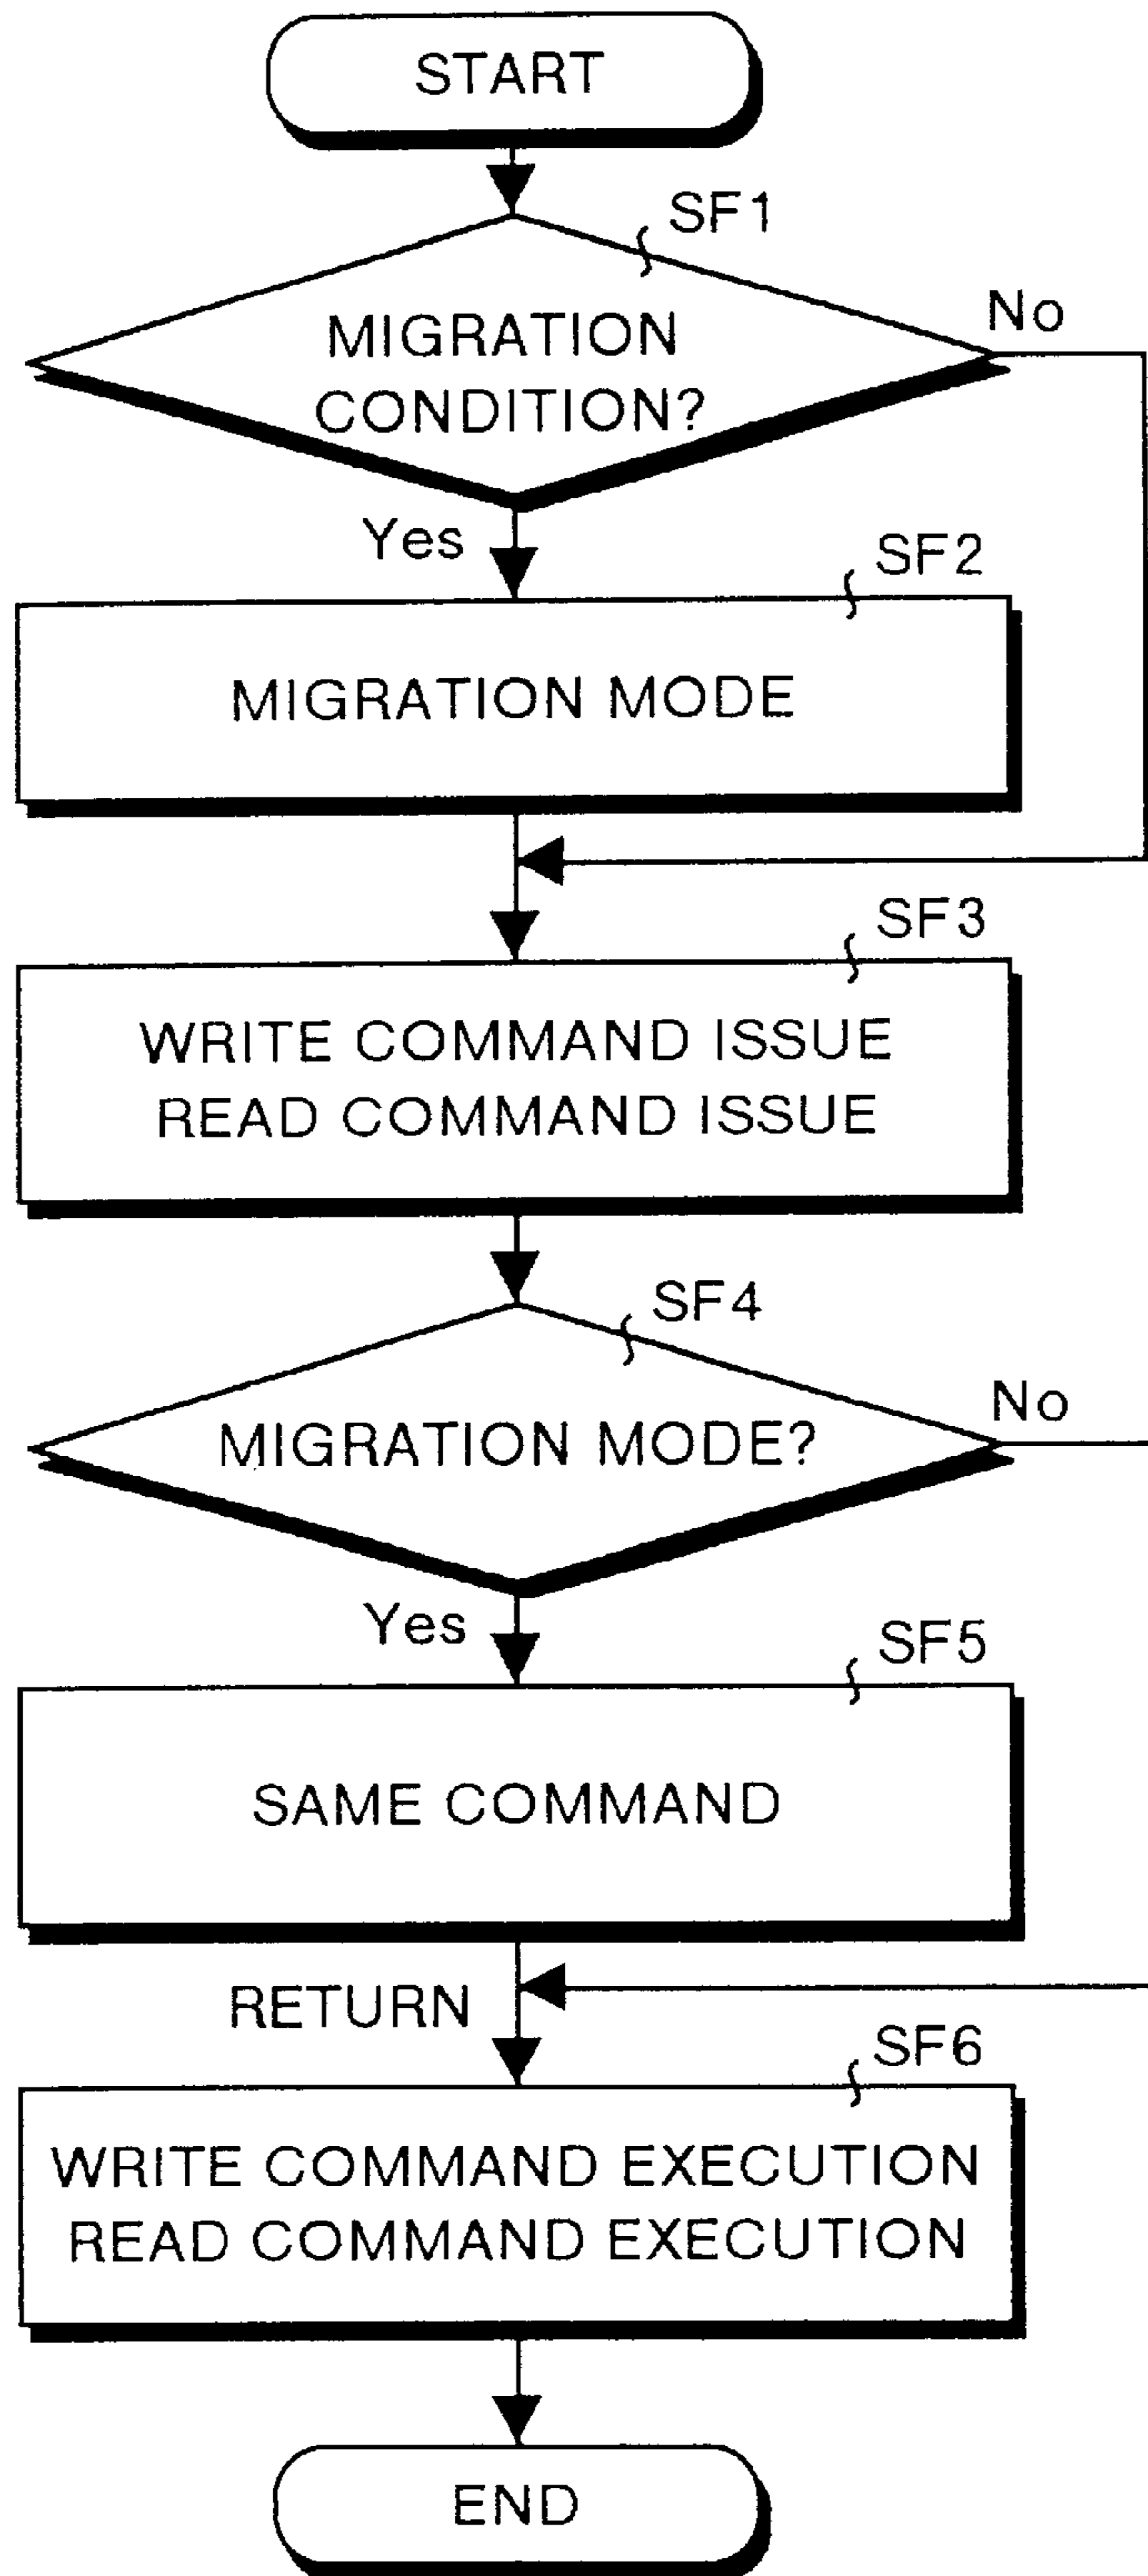 START
SF1
MIGRATION
CONDITION?
No
Yes
SF2
MIGRATION MODE
SF3
WRITE COMMAND ISSUE
READ COMMAND ISSUE
SF4
MIGRATION MODE?
No
Yes
SF5
SAME COMMAND
RETURN
SF6
WRITE COMMAND EXECUTION
READ COMMAND EXECUTION
END